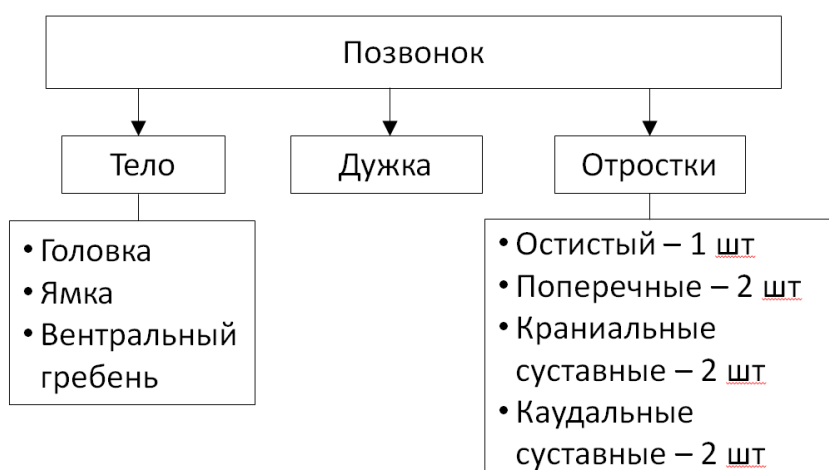 Позвонок
Тело
Дужка
Отростки
• Головка
• Ямка
• Вентральный
гребень
• Остистый – 1 шт
• Поперечные – 2 шт
• Краниальные
суставные – 2 шт
• Каудальные
суставные – 2 шт